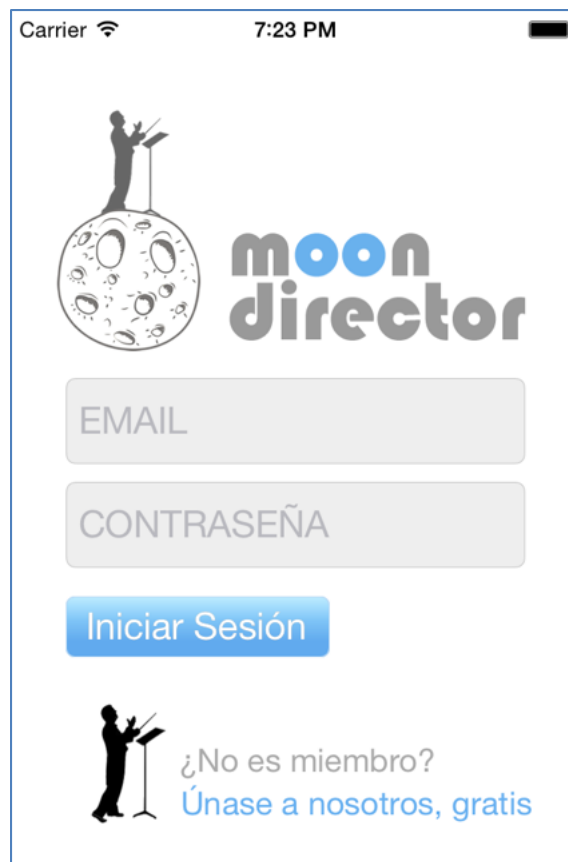 Carrier 7:23 PM
moon
director
EMAIL
CONTRASEÑA
Iniciar Sesión
¿No es miembro?
Únase a nosotros, gratis